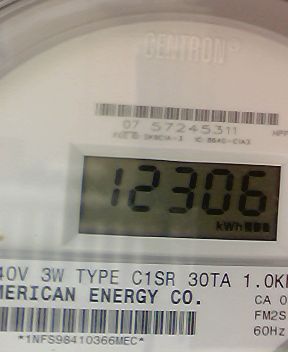 CENTRON®
07 57245311
12306
kWh
40V 3W TYPE C1SR 30TA 1.0K
MERICAN ENERGY CO.
CA 0
FM2S
60Hz
*1NFS98410366MEC*